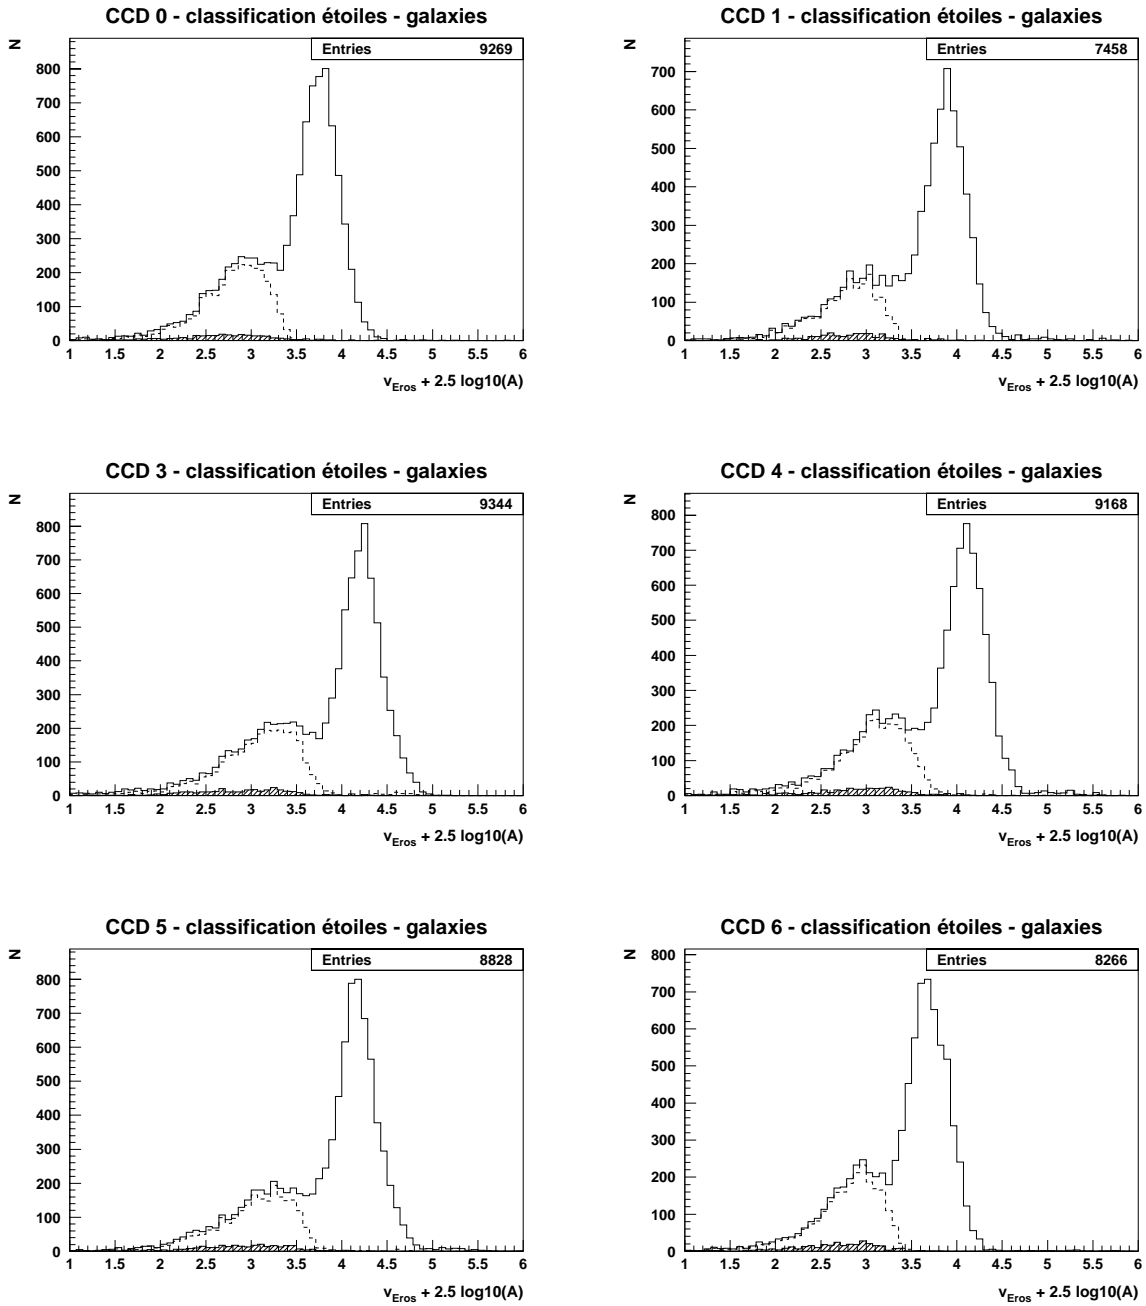 CCD 0 - classification étoiles - galaxies
N
Entries 9269
800
700
600
500
400
300
200
100
0
1 1.5 2 2.5 3 3.5 4 4.5 5 5.5 6
vEros + 2.5 log10(A)
CCD 1 - classification étoiles - galaxies
N
Entries 7458
700
600
500
400
300
200
100
0
1 1.5 2 2.5 3 3.5 4 4.5 5 5.5 6
vEros + 2.5 log10(A)
CCD 3 - classification étoiles - galaxies
N
Entries 9344
800
700
600
500
400
300
200
100
0
1 1.5 2 2.5 3 3.5 4 4.5 5 5.5 6
vEros + 2.5 log10(A)
CCD 4 - classification étoiles - galaxies
N
Entries 9168
800
700
600
500
400
300
200
100
0
1 1.5 2 2.5 3 3.5 4 4.5 5 5.5 6
vEros + 2.5 log10(A)
CCD 5 - classification étoiles - galaxies
N
Entries 8828
800
700
600
500
400
300
200
100
0
1 1.5 2 2.5 3 3.5 4 4.5 5 5.5 6
vEros + 2.5 log10(A)
CCD 6 - classification étoiles - galaxies
N
Entries 8266
800
700
600
500
400
300
200
100
0
1 1.5 2 2.5 3 3.5 4 4.5 5 5.5 6
vEros + 2.5 log10(A)